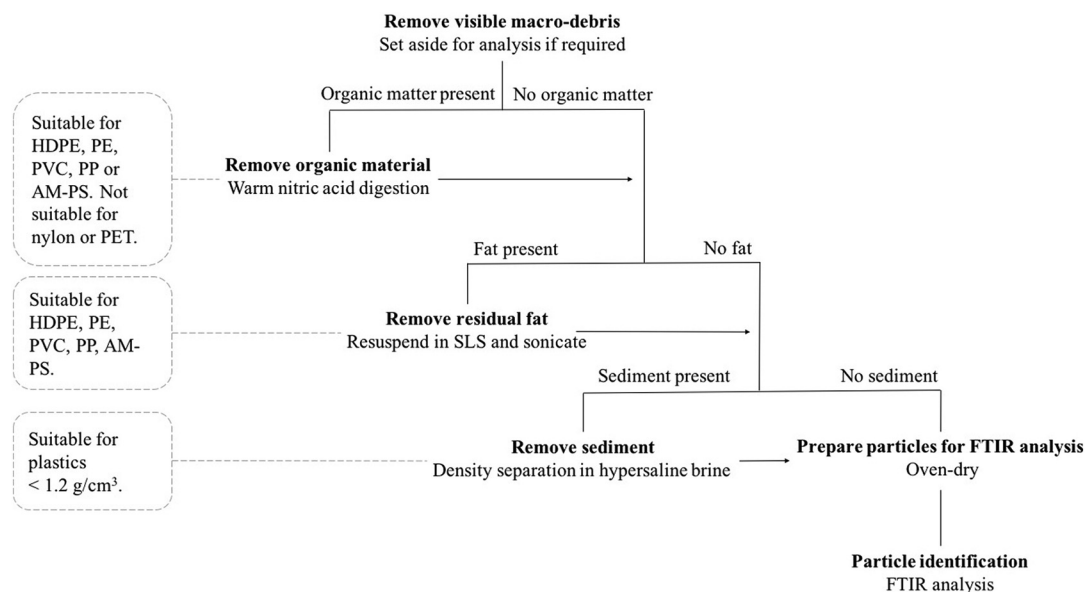 Remove visible macro-debris
Set aside for analysis if required
Organic matter present
No organic matter
Suitable for
HDPE, PE,
PVC, PP or
AM-PS. Not
suitable for
nylon or PET.
Remove organic material
Warm nitric acid digestion
Fat present
No fat
Suitable for
HDPE, PE,
PVC, PP, AM-
PS.
Remove residual fat
Resuspend in SLS and sonicate
Sediment present
No sediment
Suitable for
plastics
< 1.2 g/cm³.
Remove sediment
Density separation in hypersaline brine
Prepare particles for FTIR analysis
Oven-dry
Particle identification
FTIR analysis